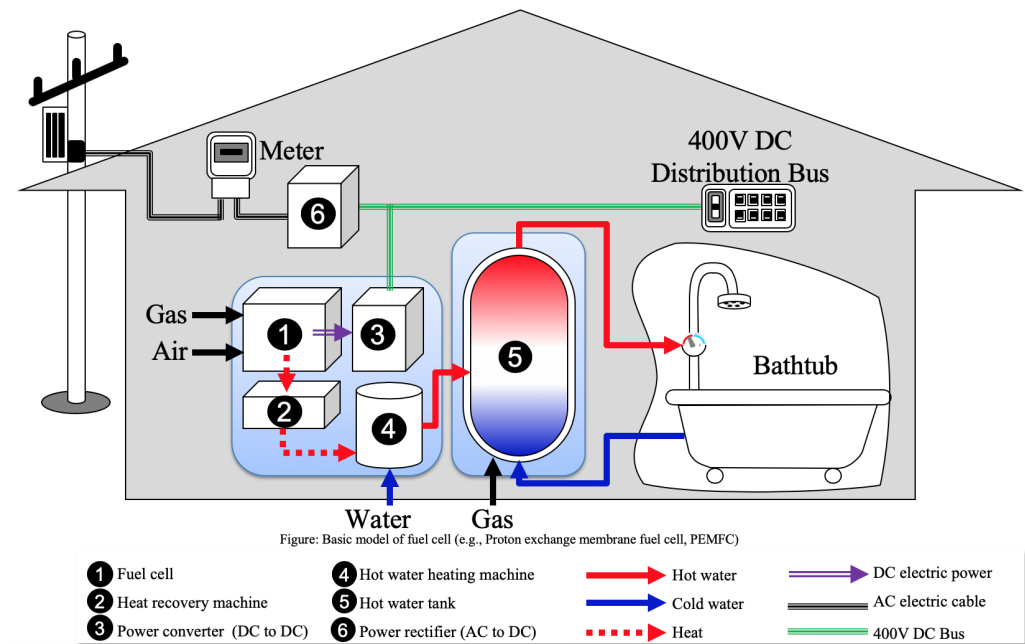 Meter
400V DC
Distribution Bus
6
Gas
Air
1
3
5
2
4
Bathtub
Water
Gas
Figure: Basic model of fuel cell (e.g., Proton exchange membrane fuel cell, PEMFC)
1 Fuel cell
2 Heat recovery machine
3 Power converter (DC to DC)
4 Hot water heating machine
5 Hot water tank
6 Power rectifier (AC to DC)
Hot water
Cold water
Heat
DC electric power
AC electric cable
400V DC Bus